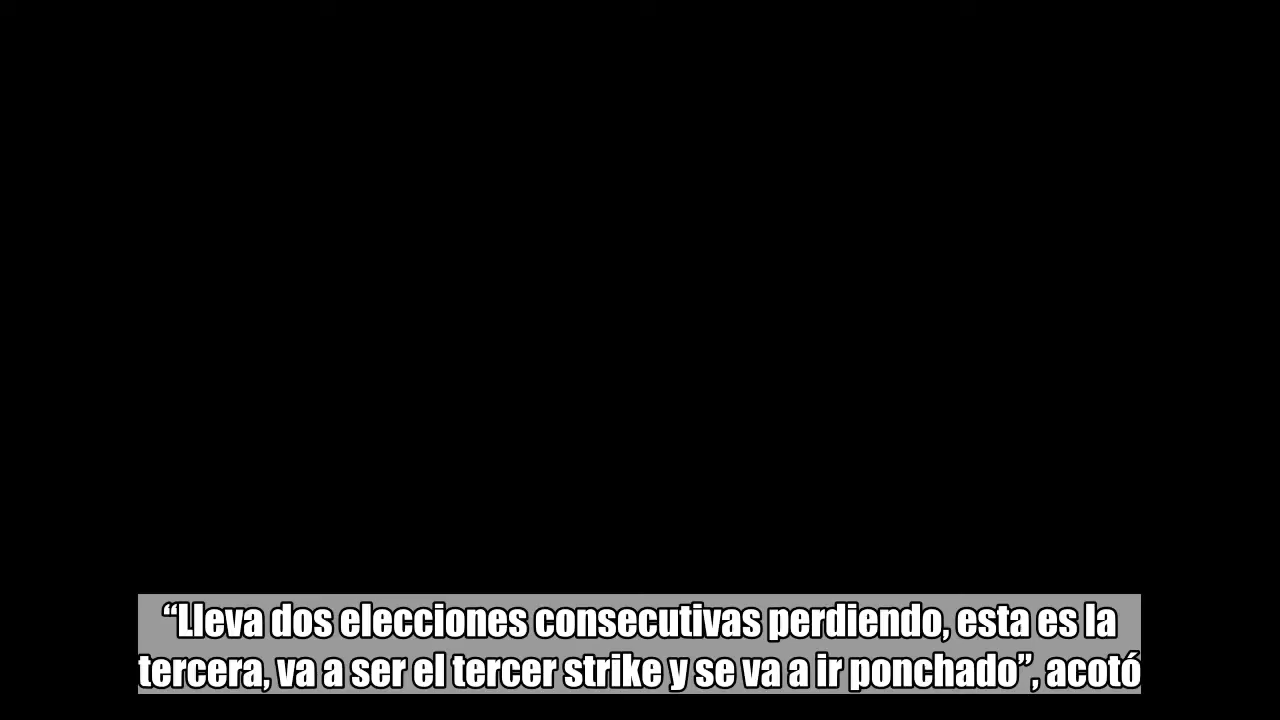 “Lleva dos elecciones consecutivas perdiendo, esta es la
tercera, va a ser el tercer strike y se va a ir ponchado”, acotó